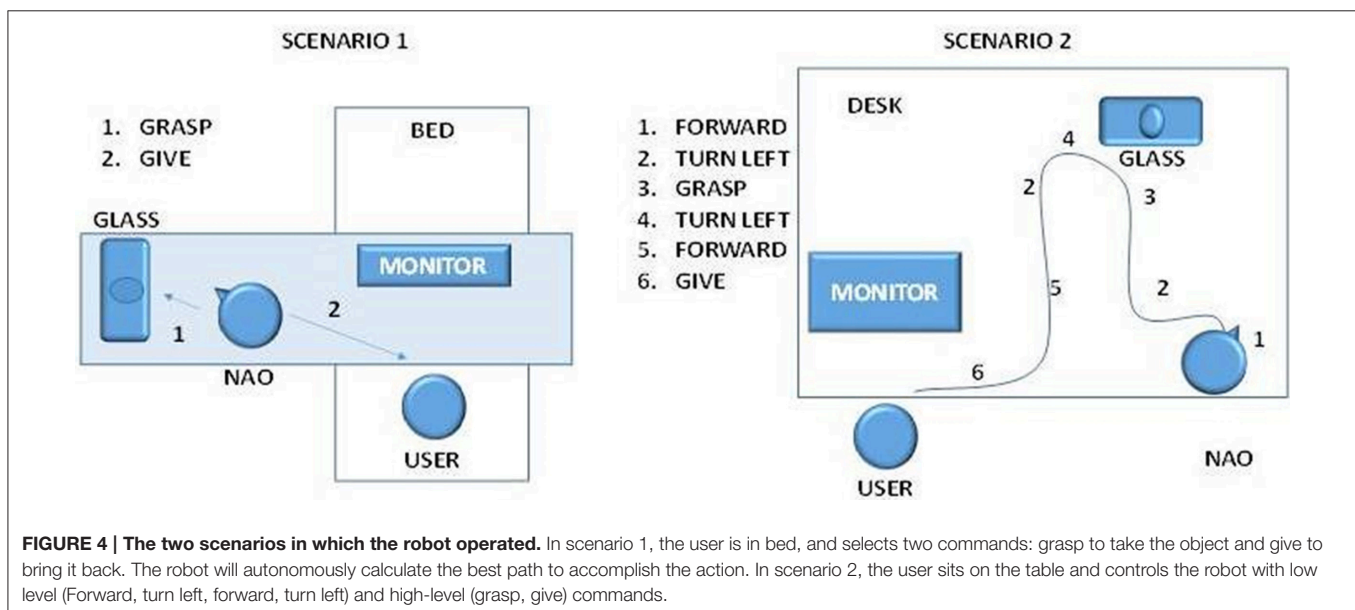 SCENARIO 1
1. GRASP
2. GIVE
BED
GLASS
MONITOR
1
2
NAO
USER
SCENARIO 2
1. FORWARD
2. TURN LEFT
3. GRASP
4. TURN LEFT
5. FORWARD
6. GIVE
DESK
4
GLASS
2
3
MONITOR
5
2
1
6
USER
NAO
FIGURE 4 | The two scenarios in which the robot operated. In scenario 1, the user is in bed, and selects two commands: grasp to take the object and give to
bring it back. The robot will autonomously calculate the best path to accomplish the action. In scenario 2, the user sits on the table and controls the robot with low
level (Forward, turn left, forward, turn left) and high-level (grasp, give) commands.